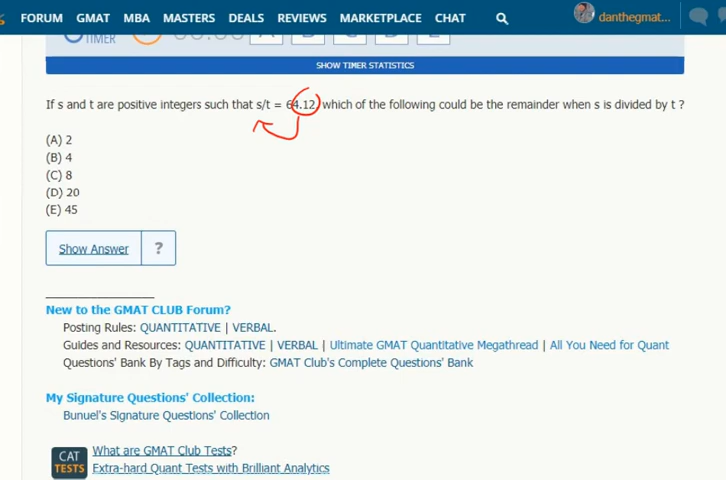 FORUM GMAT MBA MASTERS DEALS REVIEWS MARKETPLACE CHAT danthegmat...
TIMER
SHOW TIMER STATISTICS
If s and t are positive integers such that s/t = 64.12, which of the following could be the remainder when s is divided by t ?
(A) 2
(B) 4
(C) 8
(D) 20
(E) 45
Show Answer ?
New to the GMAT CLUB Forum?
Posting Rules: QUANTITATIVE | VERBAL.
Guides and Resources: QUANTITATIVE | VERBAL | Ultimate GMAT Quantitative Megathread | All You Need for Quant
Questions' Bank By Tags and Difficulty: GMAT Club's Complete Questions' Bank
My Signature Questions' Collection:
Bunuel's Signature Questions' Collection
CAT
TESTS
What are GMAT Club Tests?
Extra-hard Quant Tests with Brilliant Analytics